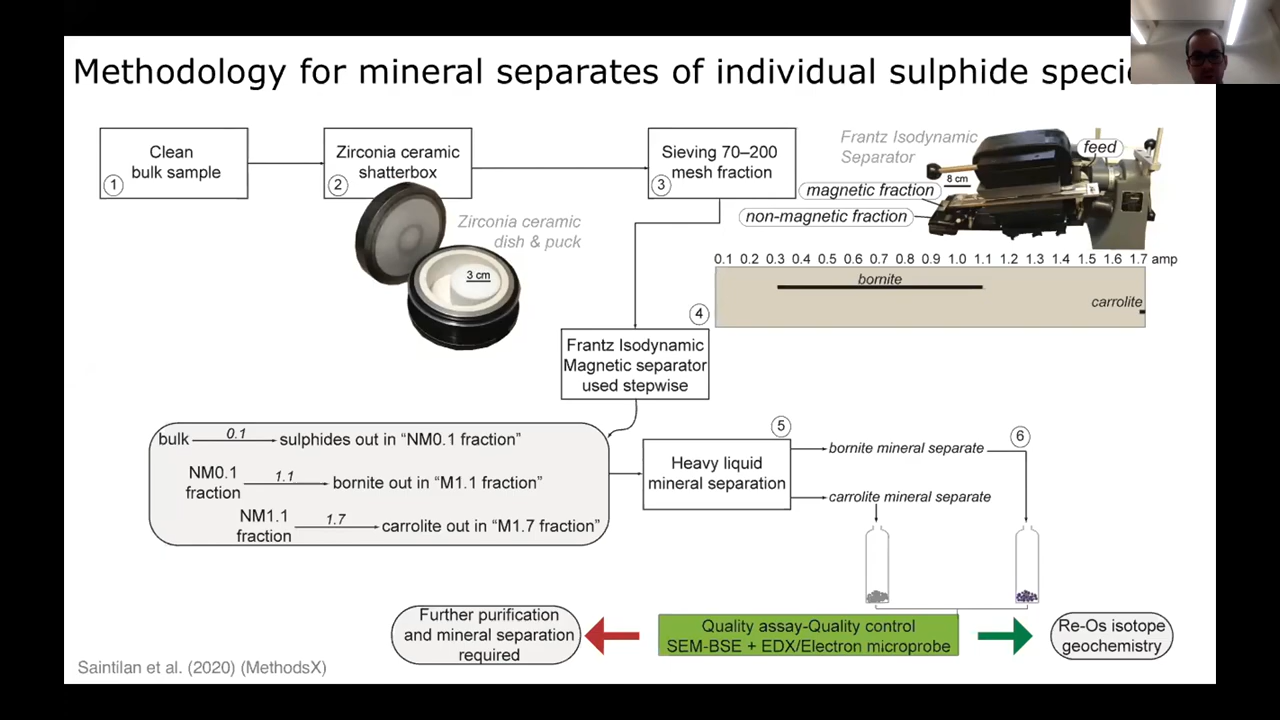 Methodology for mineral separates of individual sulphide
Clean
bulk sample
1
Zirconia ceramic
shatterbox
2
Zirconia ceramic
dish & puck
3 cm
Sieving 70–200
mesh fraction
3
Frantz Isodynamic
Separator
feed
8 cm
magnetic fraction
non-magnetic fraction
0.1 0.2 0.3 0.4 0.5 0.6 0.7 0.8 0.9 1.0 1.1 1.2 1.3 1.4 1.5 1.6 1.7 amp
bornite
carrolite
4
Frantz Isodynamic
Magnetic separator
used stepwise
bulk 0.1 sulphides out in “NM0.1 fraction”
NM0.1
fraction 1.1 bornite out in “M1.1 fraction”
NM1.1
fraction 1.7 carrolite out in “M1.7 fraction”
5
Heavy liquid
mineral separation
bornite mineral separate
carrolite mineral separate
6
Further purification
and mineral separation
required
Quality assay-Quality control
SEM-BSE + EDX/Electron microprobe
Re-Os isotope
geochemistry
Saintilan et al. (2020) (MethodsX)